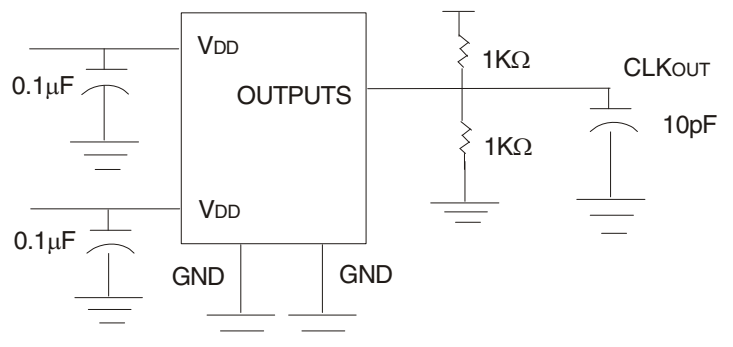 VDD
0.1μF
OUTPUTS
1KΩ
CLKOUT
10pF
1KΩ
VDD
0.1μF
GND
GND